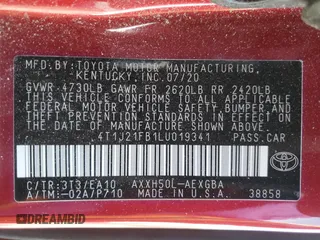 MFD. BY: TOYOTA MOTOR MANUFACTURING,
KENTUCKY, INC. 07/20
GVWR 4730LB GAWR FR 2620LB RR 2420LB
THIS VEHICLE CONFORMS TO ALL APPLICABLE
FEDERAL MOTOR VEHICLE SAFETY, BUMPER, AND
THEFT PREVENTION STANDARDS IN EFFECT ON
THE DATE OF MANUFACTURE SHOWN ABOVE.
4T1J21FB1LU019341 PASS.CAR
C/TR: 3T3/EA10 AXXH50L-AEXGBA
A/TM: -02A/P710 MADE IN U.S.A. 38858